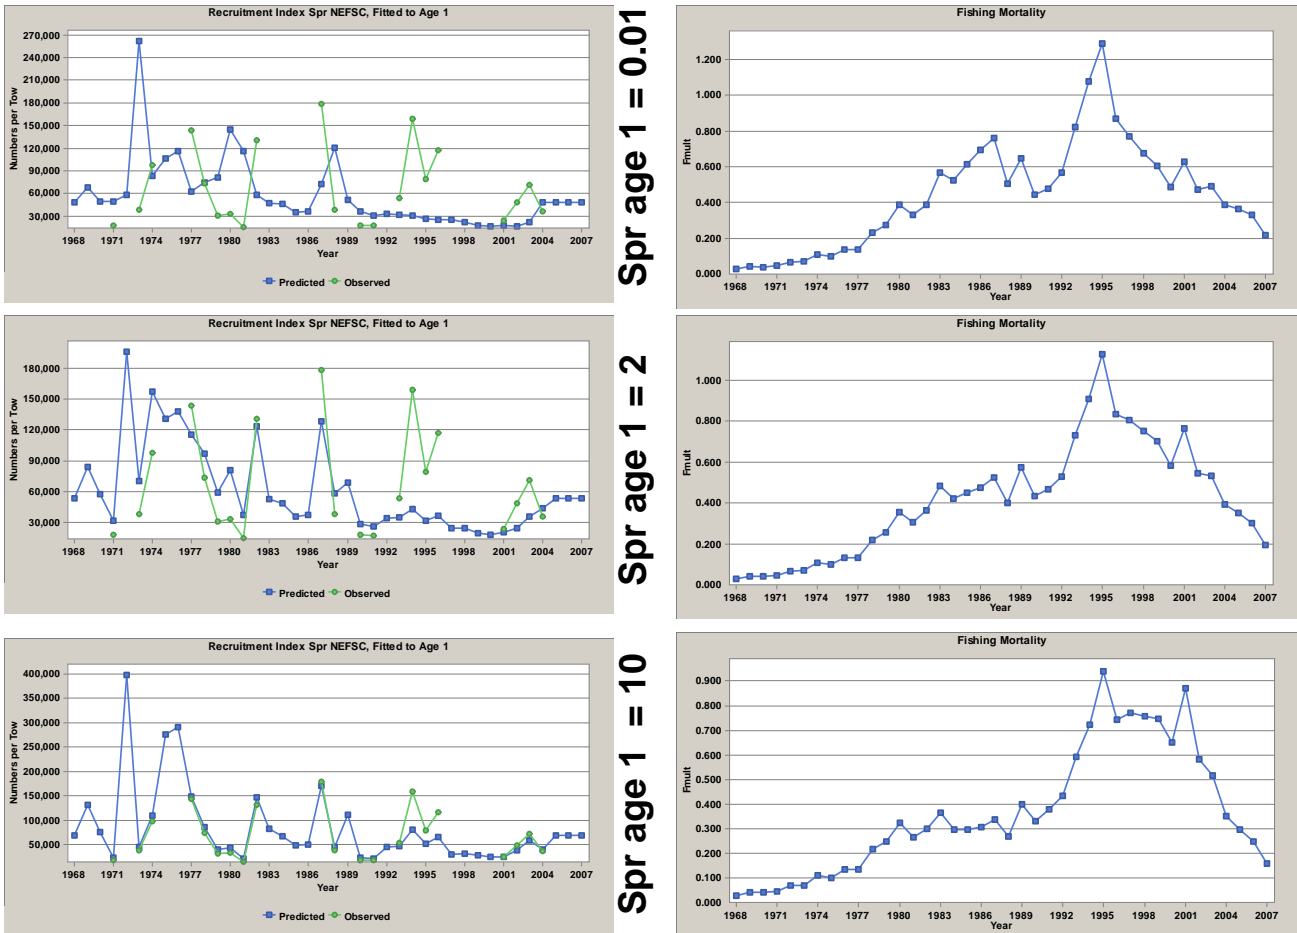 Recruitment Index Spr NEFSC, Fitted to Age 1
270,000
240,000
210,000
180,000
150,000
120,000
90,000
60,000
30,000
Numbers per Tow
1968 1971 1974 1977 1980 1983 1986 1989 1992 1995 1998 2001 2004 2007
Year
Predicted Observed
Spr age 1 = 0.01
Fishing Mortality
1.200
1.000
0.800
0.600
0.400
0.200
0.000
Fmult
1968 1971 1974 1977 1980 1983 1986 1989 1992 1995 1998 2001 2004 2007
Year
Recruitment Index Spr NEFSC, Fitted to Age 1
180,000
150,000
120,000
90,000
60,000
30,000
Numbers per Tow
1968 1971 1974 1977 1980 1983 1986 1989 1992 1995 1998 2001 2004 2007
Year
Predicted Observed
Spr age 1 = 2
Fishing Mortality
1.000
0.800
0.600
0.400
0.200
0.000
Fmult
1968 1971 1974 1977 1980 1983 1986 1989 1992 1995 1998 2001 2004 2007
Year
Recruitment Index Spr NEFSC, Fitted to Age 1
400,000
350,000
300,000
250,000
200,000
150,000
100,000
50,000
Numbers per Tow
1968 1971 1974 1977 1980 1983 1986 1989 1992 1995 1998 2001 2004 2007
Year
Predicted Observed
Spr age 1 = 10
Fishing Mortality
0.900
0.800
0.700
0.600
0.500
0.400
0.300
0.200
0.100
0.000
Fmult
1968 1971 1974 1977 1980 1983 1986 1989 1992 1995 1998 2001 2004 2007
Year